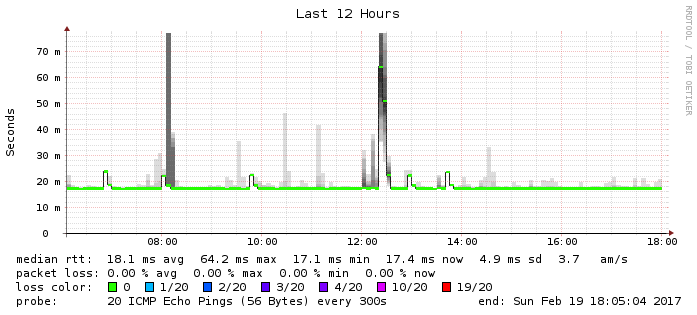 Last 12 Hours
RRDTOOL / TOBI OETIKER
Seconds
70 m
60 m
50 m
40 m
30 m
20 m
10 m
0
08:00 10:00 12:00 14:00 16:00 18:00
median rtt: 18.1 ms avg 64.2 ms max 17.1 ms min 17.4 ms now 4.9 ms sd 3.7 am/s
packet loss: 0.00 % avg 0.00 % max 0.00 % min 0.00 % now
loss color: 0 1/20 2/20 3/20 4/20 10/20 19/20
probe: 20 ICMP Echo Pings (56 Bytes) every 300s end: Sun Feb 19 18:05:04 2017